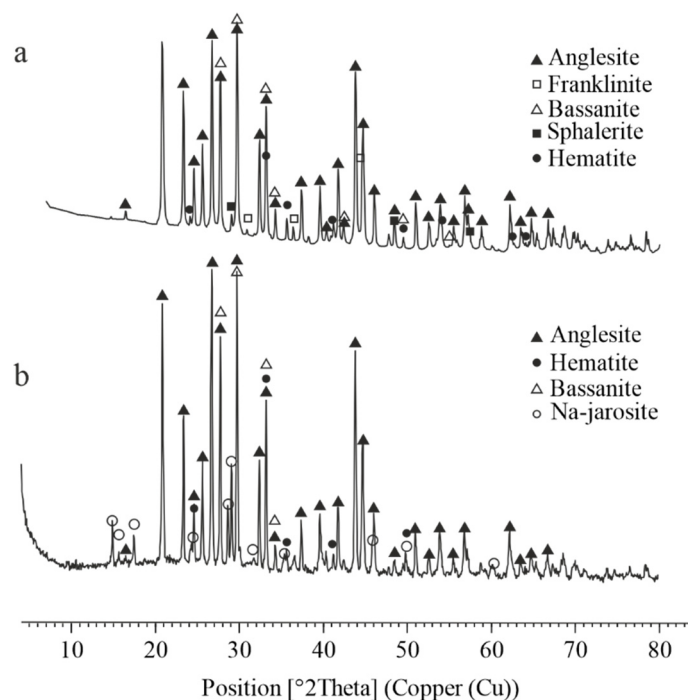 a
Anglesite
Franklinite
Bassanite
Sphalerite
Hematite
b
Anglesite
Hematite
Bassanite
Na-jarosite
10 20 30 40 50 60 70 80
Position [°2Theta] (Copper (Cu))